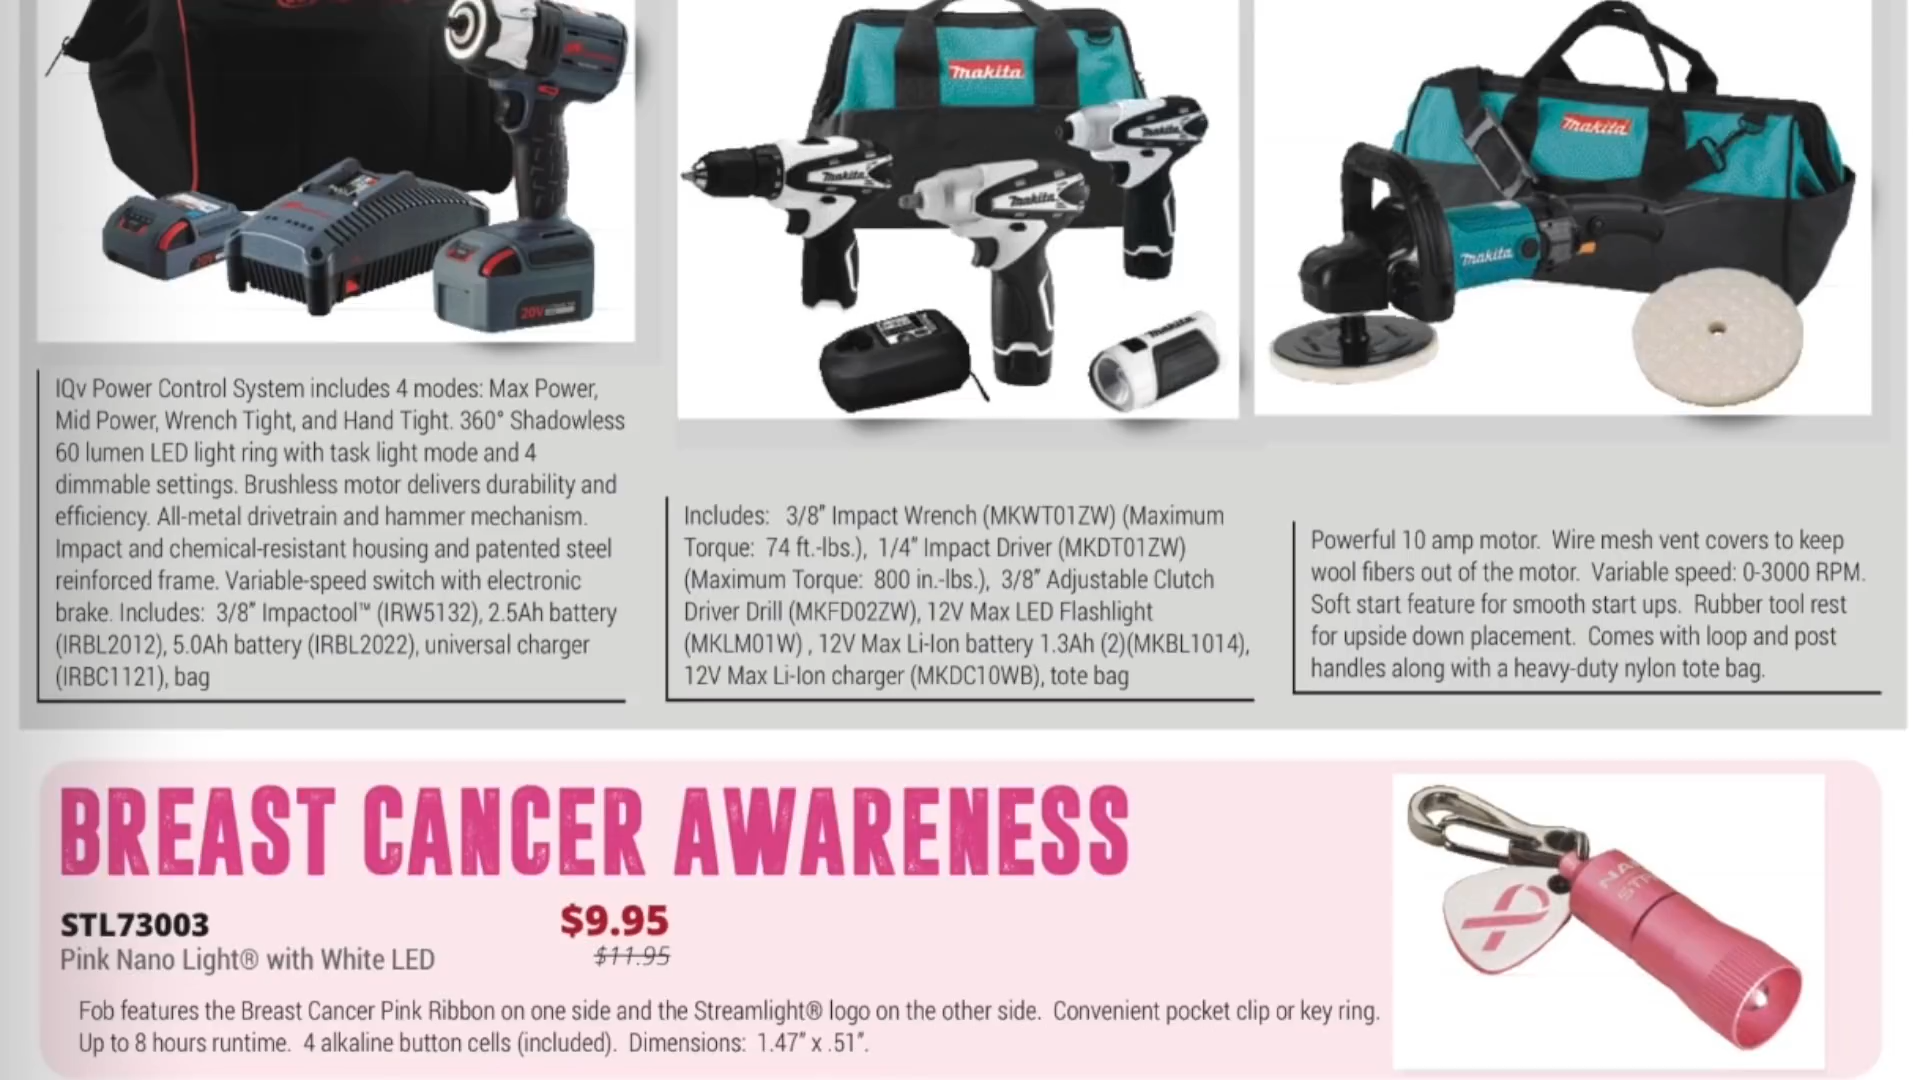 makita
makita
makita
makita
makita
makita
makita
20V
IQv Power Control System includes 4 modes: Max Power,
Mid Power, Wrench Tight, and Hand Tight. 360° Shadowless
60 lumen LED light ring with task light mode and 4
dimmable settings. Brushless motor delivers durability and
efficiency. All-metal drivetrain and hammer mechanism.
Impact and chemical-resistant housing and patented steel
reinforced frame. Variable-speed switch with electronic
brake. Includes:  3/8" Impactool™ (IRW5132), 2.5Ah battery
(IRBL2012), 5.0Ah battery (IRBL2022), universal charger
(IRBC1121), bag
Includes:   3/8" Impact Wrench (MKWT01ZW) (Maximum
Torque:  74 ft.-lbs.),  1/4" Impact Driver (MKDT01ZW)
(Maximum Torque:  800 in.-lbs.),  3/8" Adjustable Clutch
Driver Drill (MKFD02ZW), 12V Max LED Flashlight
(MKLM01W) , 12V Max Li-Ion battery 1.3Ah (2)(MKBL1014),
12V Max Li-Ion charger (MKDC10WB), tote bag
Powerful 10 amp motor.  Wire mesh vent covers to keep
wool fibers out of the motor.  Variable speed: 0-3000 RPM.
Soft start feature for smooth start ups.  Rubber tool rest
for upside down placement.  Comes with loop and post
handles along with a heavy-duty nylon tote bag.
BREAST CANCER AWARENESS
STL73003
$9.95
Pink Nano Light® with White LED
$11.95
Fob features the Breast Cancer Pink Ribbon on one side and the Streamlight® logo on the other side.  Convenient pocket clip or key ring.
Up to 8 hours runtime.  4 alkaline button cells (included).  Dimensions:  1.47" x .51".